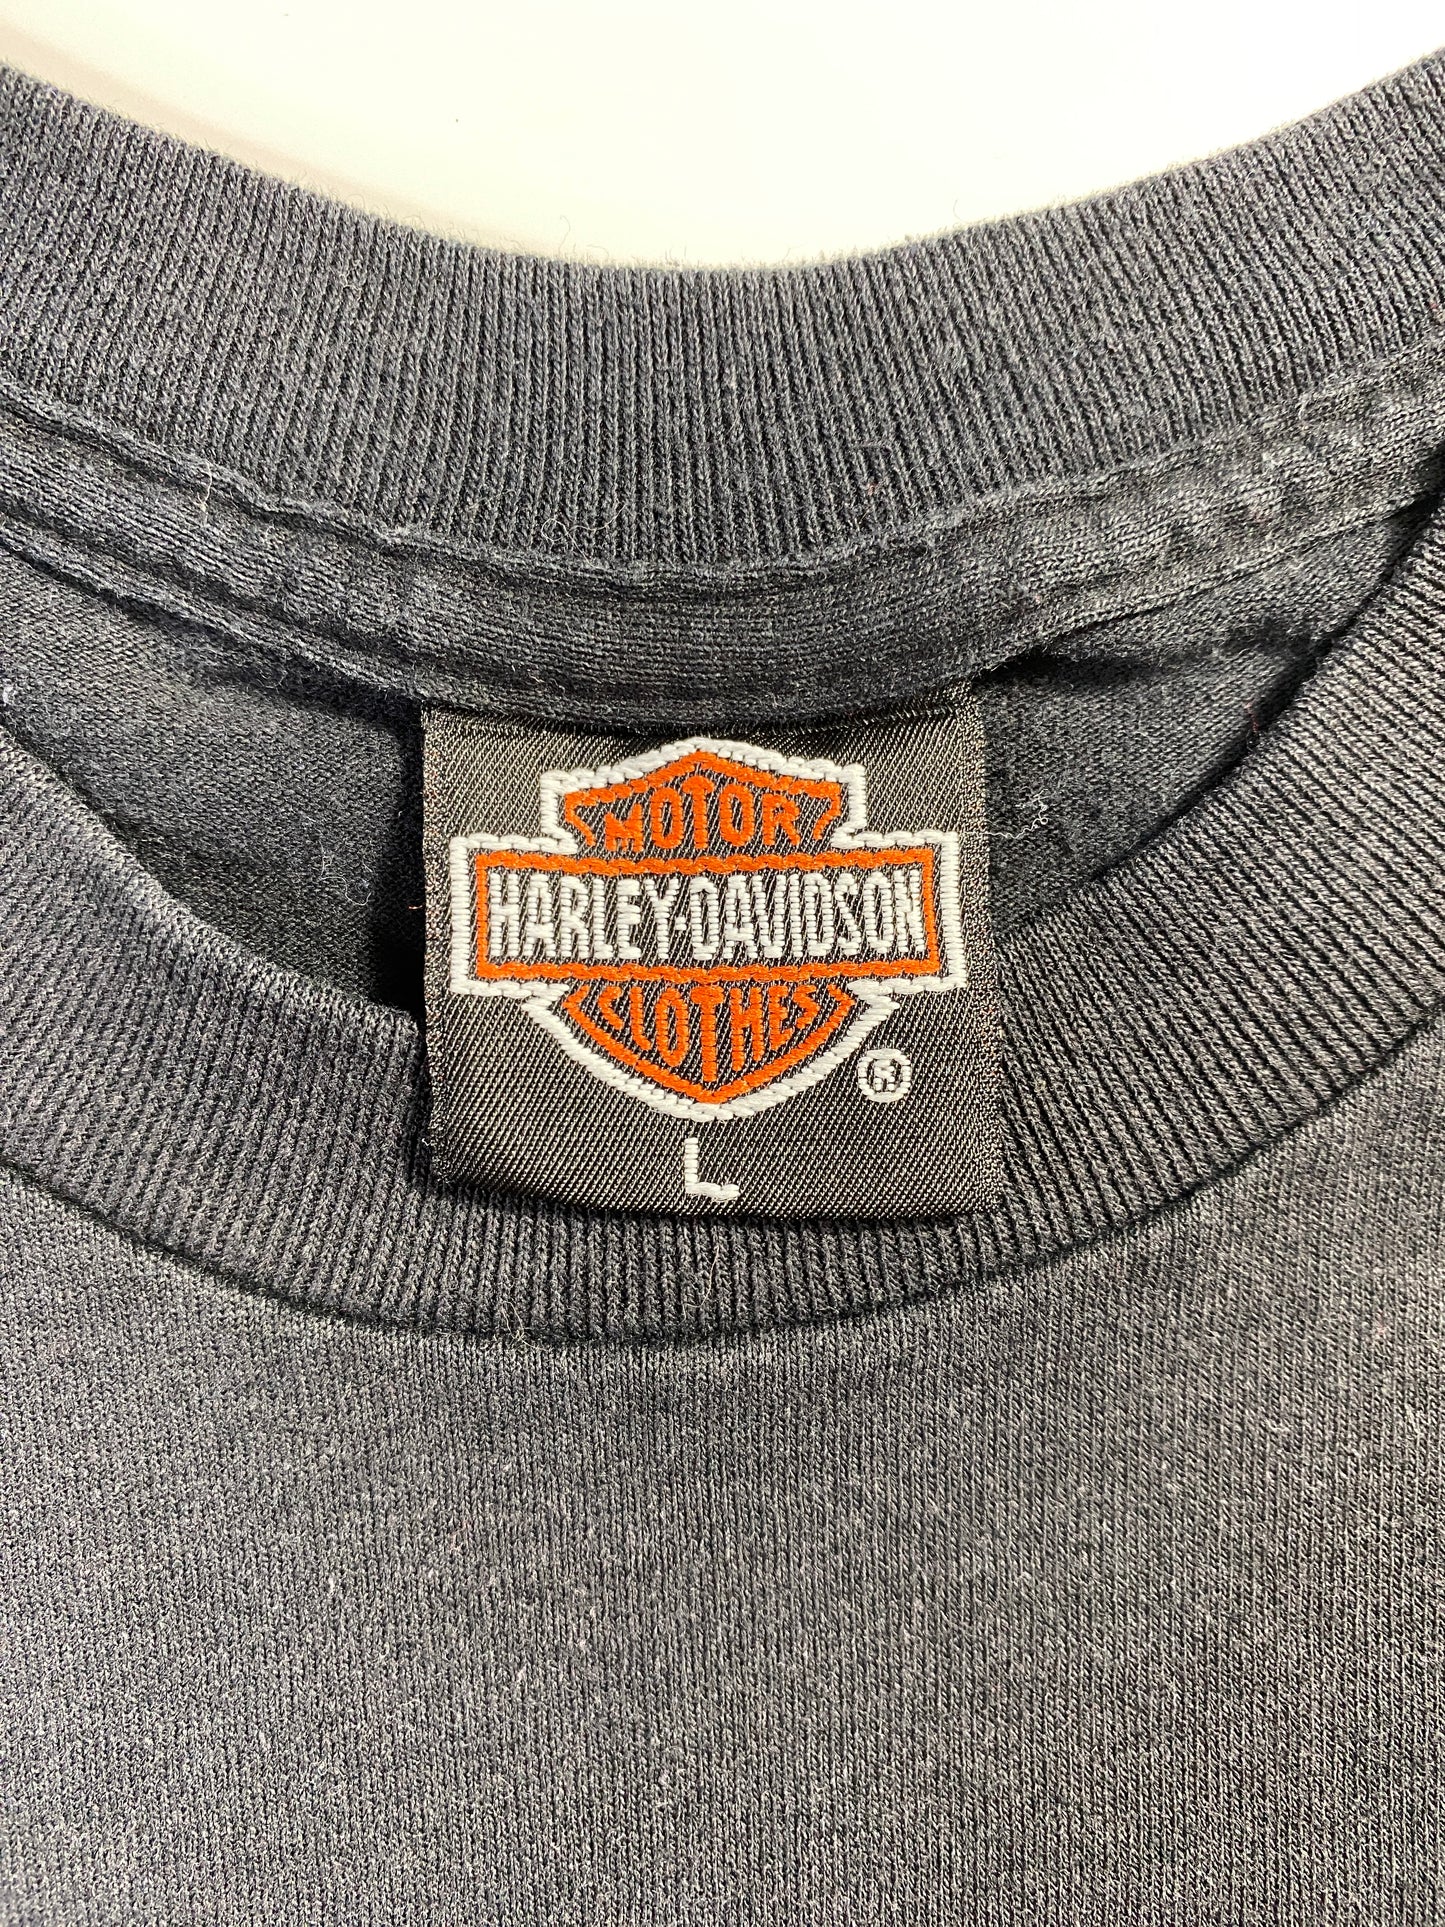 MOTOR
HARLEY-DAVIDSON
CLOTHES
®
L